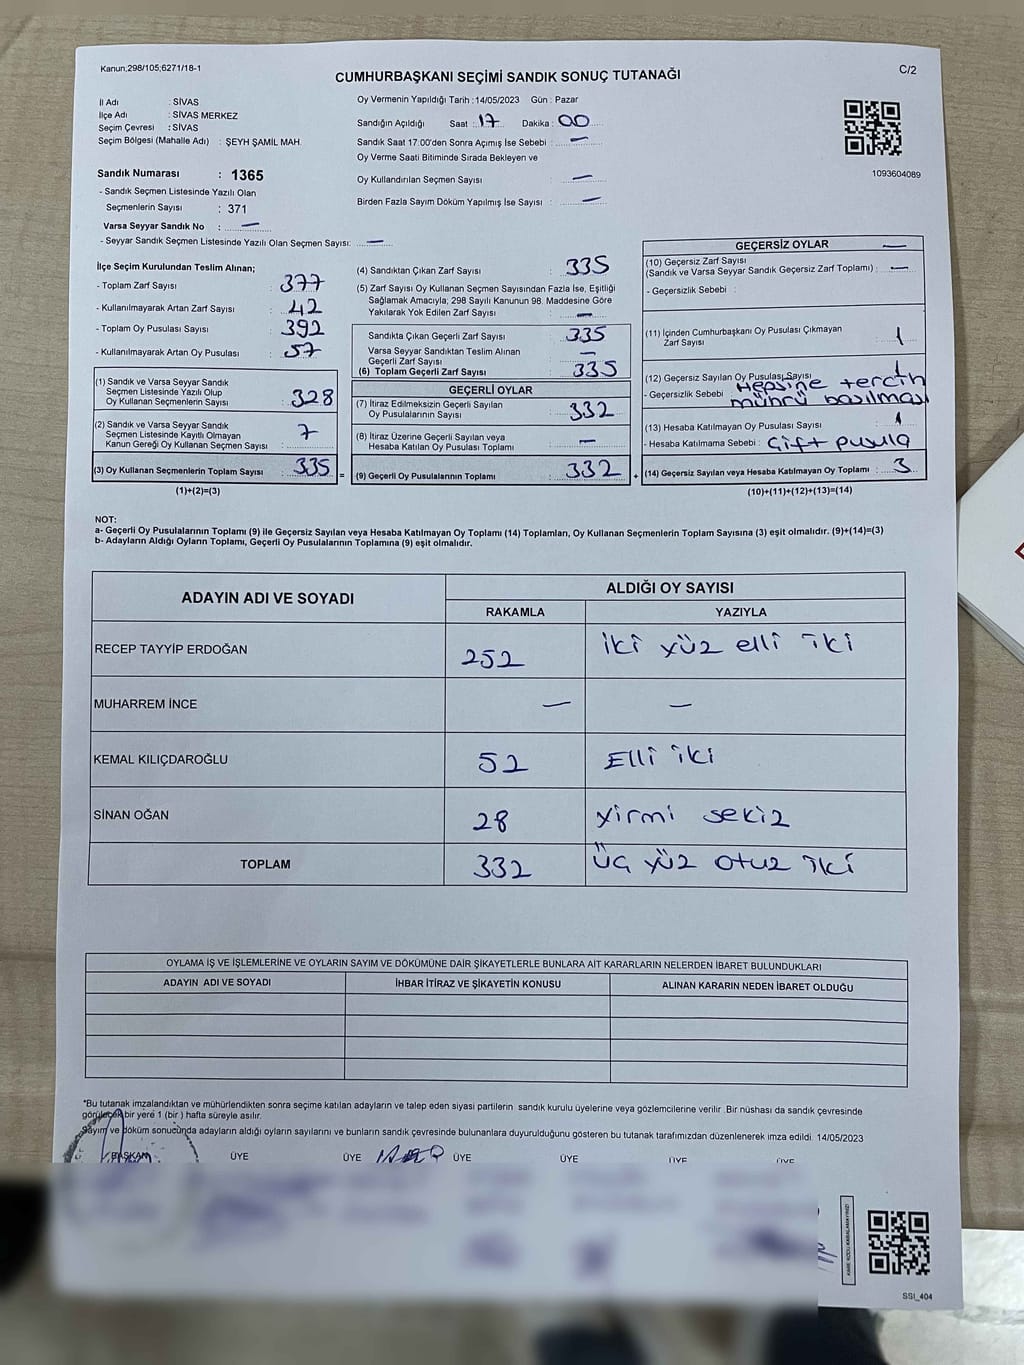 Kanun;298/105;6271/18-1
C/2
CUMHURBAŞKANI SEÇİMİ SANDIK SONUÇ TUTANAĞI
İl Adı : SİVAS
İlçe Adı : SİVAS MERKEZ
Seçim Çevresi : SİVAS
Seçim Bölgesi (Mahalle Adı) : ŞEYH ŞAMİL MAH.
Sandık Numarası : 1365
- Sandık Seçmen Listesinde Yazılı Olan
Seçmenlerin Sayısı : 371
Varsa Seyyar Sandık No : —
- Seyyar Sandık Seçmen Listesinde Yazılı Olan Seçmen Sayısı: —
Oy Vermenin Yapıldığı Tarih : 14/05/2023 Gün : Pazar
Sandığın Açıldığı Saat : 17 Dakika : 00
Sandık Saat 17.00'den Sonra Açımış İse Sebebi : —
Oy Verme Saati Bitiminde Sırada Bekleyen ve
Oy Kullandırılan Seçmen Sayısı : —
Birden Fazla Sayım Döküm Yapılmış İse Sayısı : —
1093604089
İlçe Seçim Kurulundan Teslim Alınan;
- Toplam Zarf Sayısı : 377
- Kullanılmayarak Artan Zarf Sayısı : 42
- Toplam Oy Pusulası Sayısı : 392
- Kullanılmayarak Artan Oy Pusulası : 57
(1) Sandık ve Varsa Seyyar Sandık
Seçmen Listesinde Yazılı Olup
Oy Kullanan Seçmenlerin Sayısı : 328
(2) Sandık ve Varsa Seyyar Sandık
Seçmen Listesinde Kayıtlı Olmayan
Kanun Gereği Oy Kullanan Seçmen Sayısı : 7
(3) Oy Kullanan Seçmenlerin Toplam Sayısı : 335 =
(1)+(2)=(3)
(4) Sandıktan Çıkan Zarf Sayısı : 335
(5) Zarf Sayısı Oy Kullanan Seçmen Sayısından Fazla İse, Eşitliği
Sağlamak Amacıyla, 298 Sayılı Kanunun 98. Maddesine Göre
Yakılarak Yok Edilen Zarf Sayısı : —
Sandıkta Çıkan Geçerli Zarf Sayısı : 335
Varsa Seyyar Sandıktan Teslim Alınan
Geçerli Zarf Sayısı : —
(6) Toplam Geçerli Zarf Sayısı : 335
GEÇERLİ OYLAR
(7) İtiraz Edilmeksizin Geçerli Sayılan
Oy Pusulalarının Sayısı : 332
(8) İtiraz Üzerine Geçerli Sayılan veya
Hesaba Katılan Oy Pusulaları Toplamı : —
(9) Geçerli Oy Pusulalarının Toplamı : 332 +
GEÇERSİZ OYLAR —
(10) Geçersiz Zarf Sayısı
(Sandık ve Varsa Seyyar Sandık Geçersiz Zarf Toplamı) : —
- Geçersizlik Sebebi :
(11) İçinden Cumhurbaşkanı Oy Pusulası Çıkmayan
Zarf Sayısı : 1
(12) Geçersiz Sayılan Oy Pusulası Sayısı : 1
- Geçersizlik Sebebi : Hepsine tercih
mührü basılması
(13) Hesaba Katılmayan Oy Pusulası Sayısı : 1
- Hesaba Katılmama Sebebi : Çift pusula
(14) Geçersiz Sayılan veya Hesaba Katılmayan Oy Toplamı : 3
(10)+(11)+(12)+(13)=(14)
NOT:
a- Geçerli Oy Pusulalarının Toplamı (9) ile Geçersiz Sayılan veya Hesaba Katılmayan Oy Toplamı (14) Toplamları, Oy Kullanan Seçmenlerin Toplam Sayısına (3) eşit olmalıdır. (9)+(14)=(3)
b- Adayların Aldığı Oyların Toplamı, Geçerli Oy Pusulalarının Toplamına (9) eşit olmalıdır.
ADAYIN ADI VE SOYADI ALDIĞI OY SAYISI
RAKAMLA YAZIYLA
RECEP TAYYİP ERDOĞAN 252 iki yüz elli iki
MUHARREM İNCE — —
KEMAL KILIÇDAROĞLU 52 Elli iki
SİNAN OĞAN 28 yirmi sekiz
TOPLAM 332 üç yüz otuz iki
OYLAMA İŞ VE İŞLEMLERİNE VE OYLARIN SAYIM VE DÖKÜMÜNE DAİR ŞİKAYETLERLE BUNLARA AİT KARARLARIN NELERDEN İBARET BULUNDUKLARI
ADAYIN ADI VE SOYADI İHBAR İTİRAZ VE ŞİKAYETİN KONUSU ALINAN KARARIN NEDEN İBARET OLDUĞU
*Bu tutanak imzalandıktan ve mühürlendikten sonra seçime katılan adayların ve talep eden siyasi partilerin sandık kurulu üyelerine veya gözlemcilerine verilir .Bir nüshası da sandık çevresinde
görülecek bir yere 1 (bir ) hafta süreyle asılır.
Sayım ve döküm sonucunda adayların aldığı oyların sayılarını ve bunların sandık çevresinde bulunanlara duyurulduğunu gösteren bu tutanak tarafımızdan düzenlenerek imza edildi. 14/05/2023
BAŞKAN ÜYE ÜYE ÜYE ÜYE ÜYE ÜYE
SSI_404